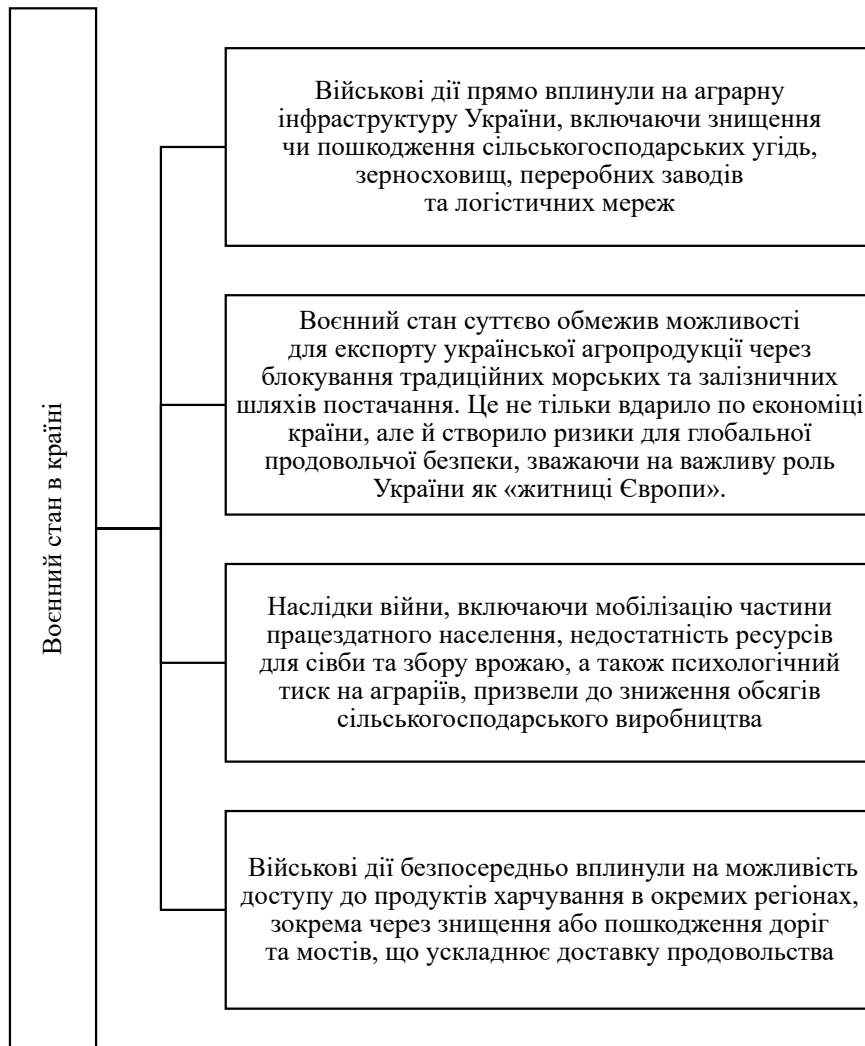 Воєнний стан в країні
Військові дії прямо вплинули на аграрну
інфраструктуру України, включаючи знищення
чи пошкодження сільськогосподарських угідь,
зерносховищ, переробних заводів
та логістичних мереж
Воєнний стан суттєво обмежив можливості
для експорту української агропродукції через
блокування традиційних морських та залізничних
шляхів постачання. Це не тільки вдарило по економіці
країни, але й створило ризики для глобальної
продовольчої безпеки, зважаючи на важливу роль
України як «житниці Європи».
Наслідки війни, включаючи мобілізацію частини
працездатного населення, недостатність ресурсів
для сівби та збору врожаю, а також психологічний
тиск на аграріїв, призвели до зниження обсягів
сільськогосподарського виробництва
Військові дії безпосередньо вплинули на можливість
доступу до продуктів харчування в окремих регіонах,
зокрема через знищення або пошкодження доріг
та мостів, що ускладнює доставку продовольства